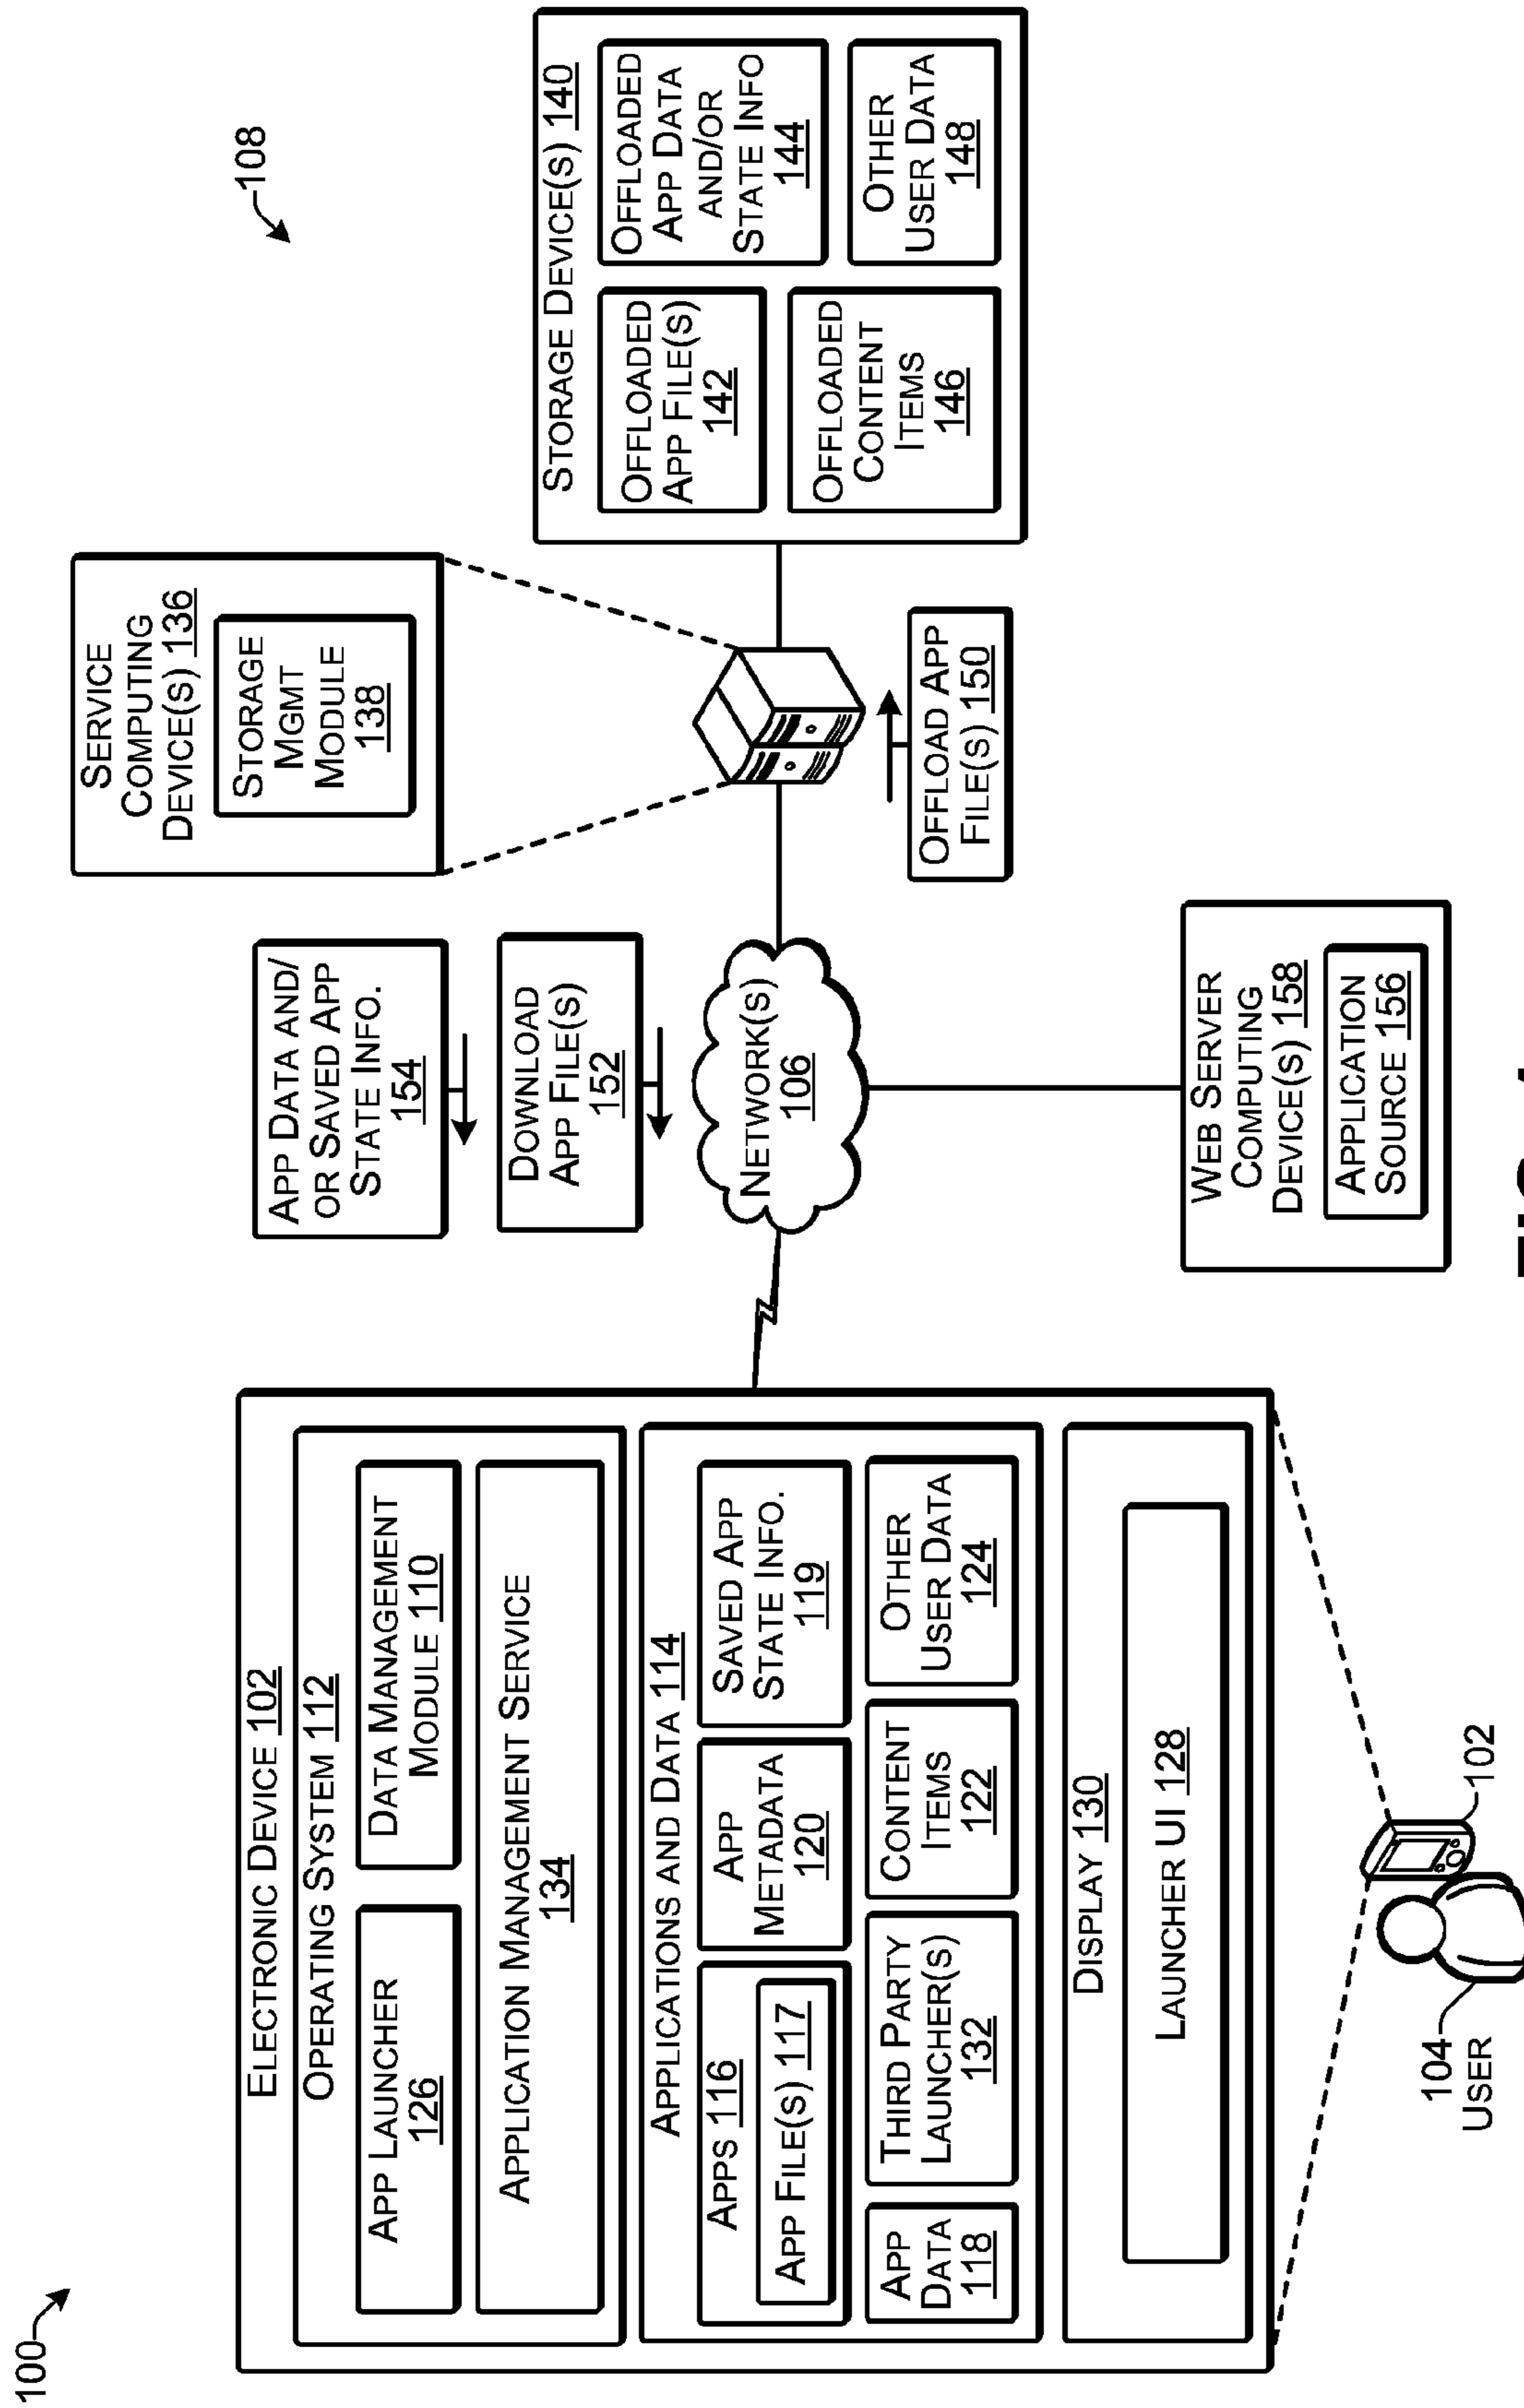 100
108
ELECTRONIC DEVICE 102
OPERATING SYSTEM 112
APP LAUNCHER
126
DATA MANAGEMENT
MODULE 110
APPLICATION MANAGEMENT SERVICE
134
APPLICATIONS AND DATA 114
APPS 116
APP FILE(S) 117
APP
METADATA
120
SAVED APP
STATE INFO.
119
APP
DATA
118
THIRD PARTY
LAUNCHER(S)
132
CONTENT
ITEMS
122
OTHER
USER DATA
124
DISPLAY 130
LAUNCHER UI 128
104
USER
102
APP DATA AND/
OR SAVED APP
STATE INFO.
154
DOWNLOAD
APP FILE(S)
152
NETWORK(S)
106
WEB SERVER
COMPUTING
DEVICE(S) 158
APPLICATION
SOURCE 156
SERVICE
COMPUTING
DEVICE(S) 136
STORAGE
MGMT
MODULE
138
OFFLOAD APP
FILE(S) 150
STORAGE DEVICE(S) 140
OFFLOADED
APP FILE(S)
142
OFFLOADED
APP DATA
AND/OR
STATE INFO
144
OFFLOADED
CONTENT
ITEMS
146
OTHER
USER DATA
148